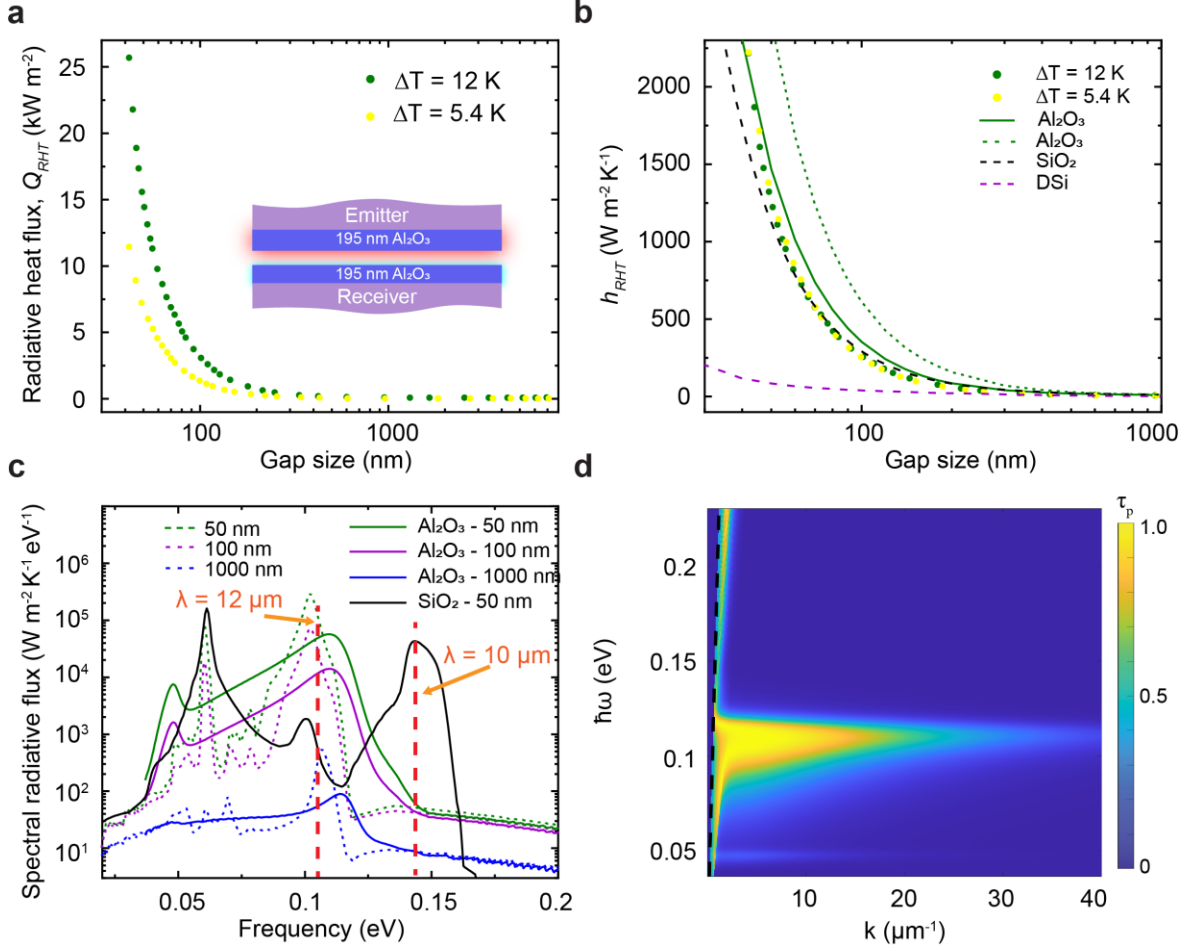 a
Radiative heat flux, Q_RHT (kW m⁻²)
25
20
15
10
5
0
ΔT = 12 K
ΔT = 5.4 K
Emitter
195 nm Al₂O₃
195 nm Al₂O₃
Receiver
100
1000
Gap size (nm)
b
h_RHT (W m⁻² K⁻¹)
2000
1500
1000
500
0
ΔT = 12 K
ΔT = 5.4 K
Al₂O₃
Al₂O₃
SiO₂
DSi
100
1000
Gap size (nm)
c
Spectral radiative flux (W m⁻² K⁻¹ eV⁻¹)
10⁶
10⁵
10⁴
10³
10²
10¹
50 nm
100 nm
1000 nm
Al₂O₃ - 50 nm
Al₂O₃ - 100 nm
Al₂O₃ - 1000 nm
SiO₂ - 50 nm
λ = 12 μm
λ = 10 μm
0.05
0.1
0.15
0.2
Frequency (eV)
d
ħω (eV)
0.2
0.15
0.1
0.05
10
20
30
40
k (μm⁻¹)
τₚ
1.0
0.5
0